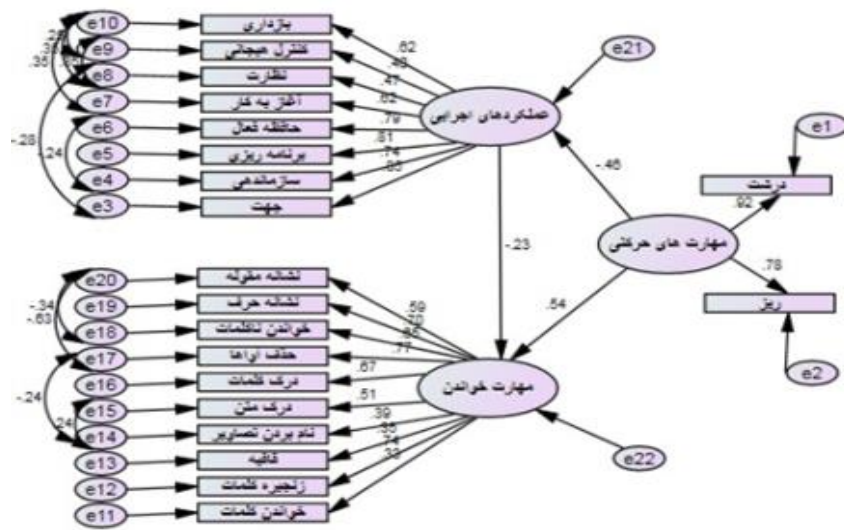 e10
بازداری
.62
e9
کنترل هیجانی
.48
e21
e8
نظارت
.47
.35
e7
آغاز به کار
.62
عملکردهای اجرایی
e6
حافظه فعال
.79
e1
-.28
e5
برنامه ریزی
.81
.24
e4
سازماندهی
.74
-.46
درشت
e3
جهت
.92
مهارت های حرکتی
-.23
.78
e20
نشانه مقوله
.59
ریز
-.34
e19
نشانه حرف
.54
-.63
e18
خواندن ناکلمات
e17
حذف آواها
.77
e2
e16
درک کلمات
.67
مهارت خواندن
-.24
e15
درک متن
.51
.24
e14
نام بردن تصاویر
.39
e13
قافیه
e22
e12
زنجیره کلمات
.74
e11
خواندن کلمات